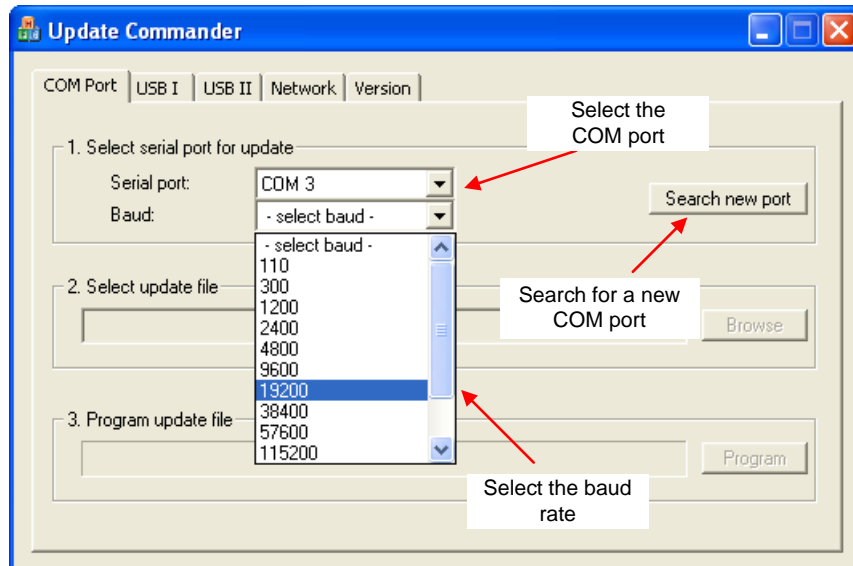 Update Commander
COM Port USB I USB II Network Version
Select the
COM port
1. Select serial port for update
Serial port: COM 3
Search new port
Baud: - select baud -
- select baud -
110
300
1200
2400
4800
9600
19200
38400
57600
115200
2. Select update file
Browse
Search for a new
COM port
3. Program update file
Program
Select the baud
rate